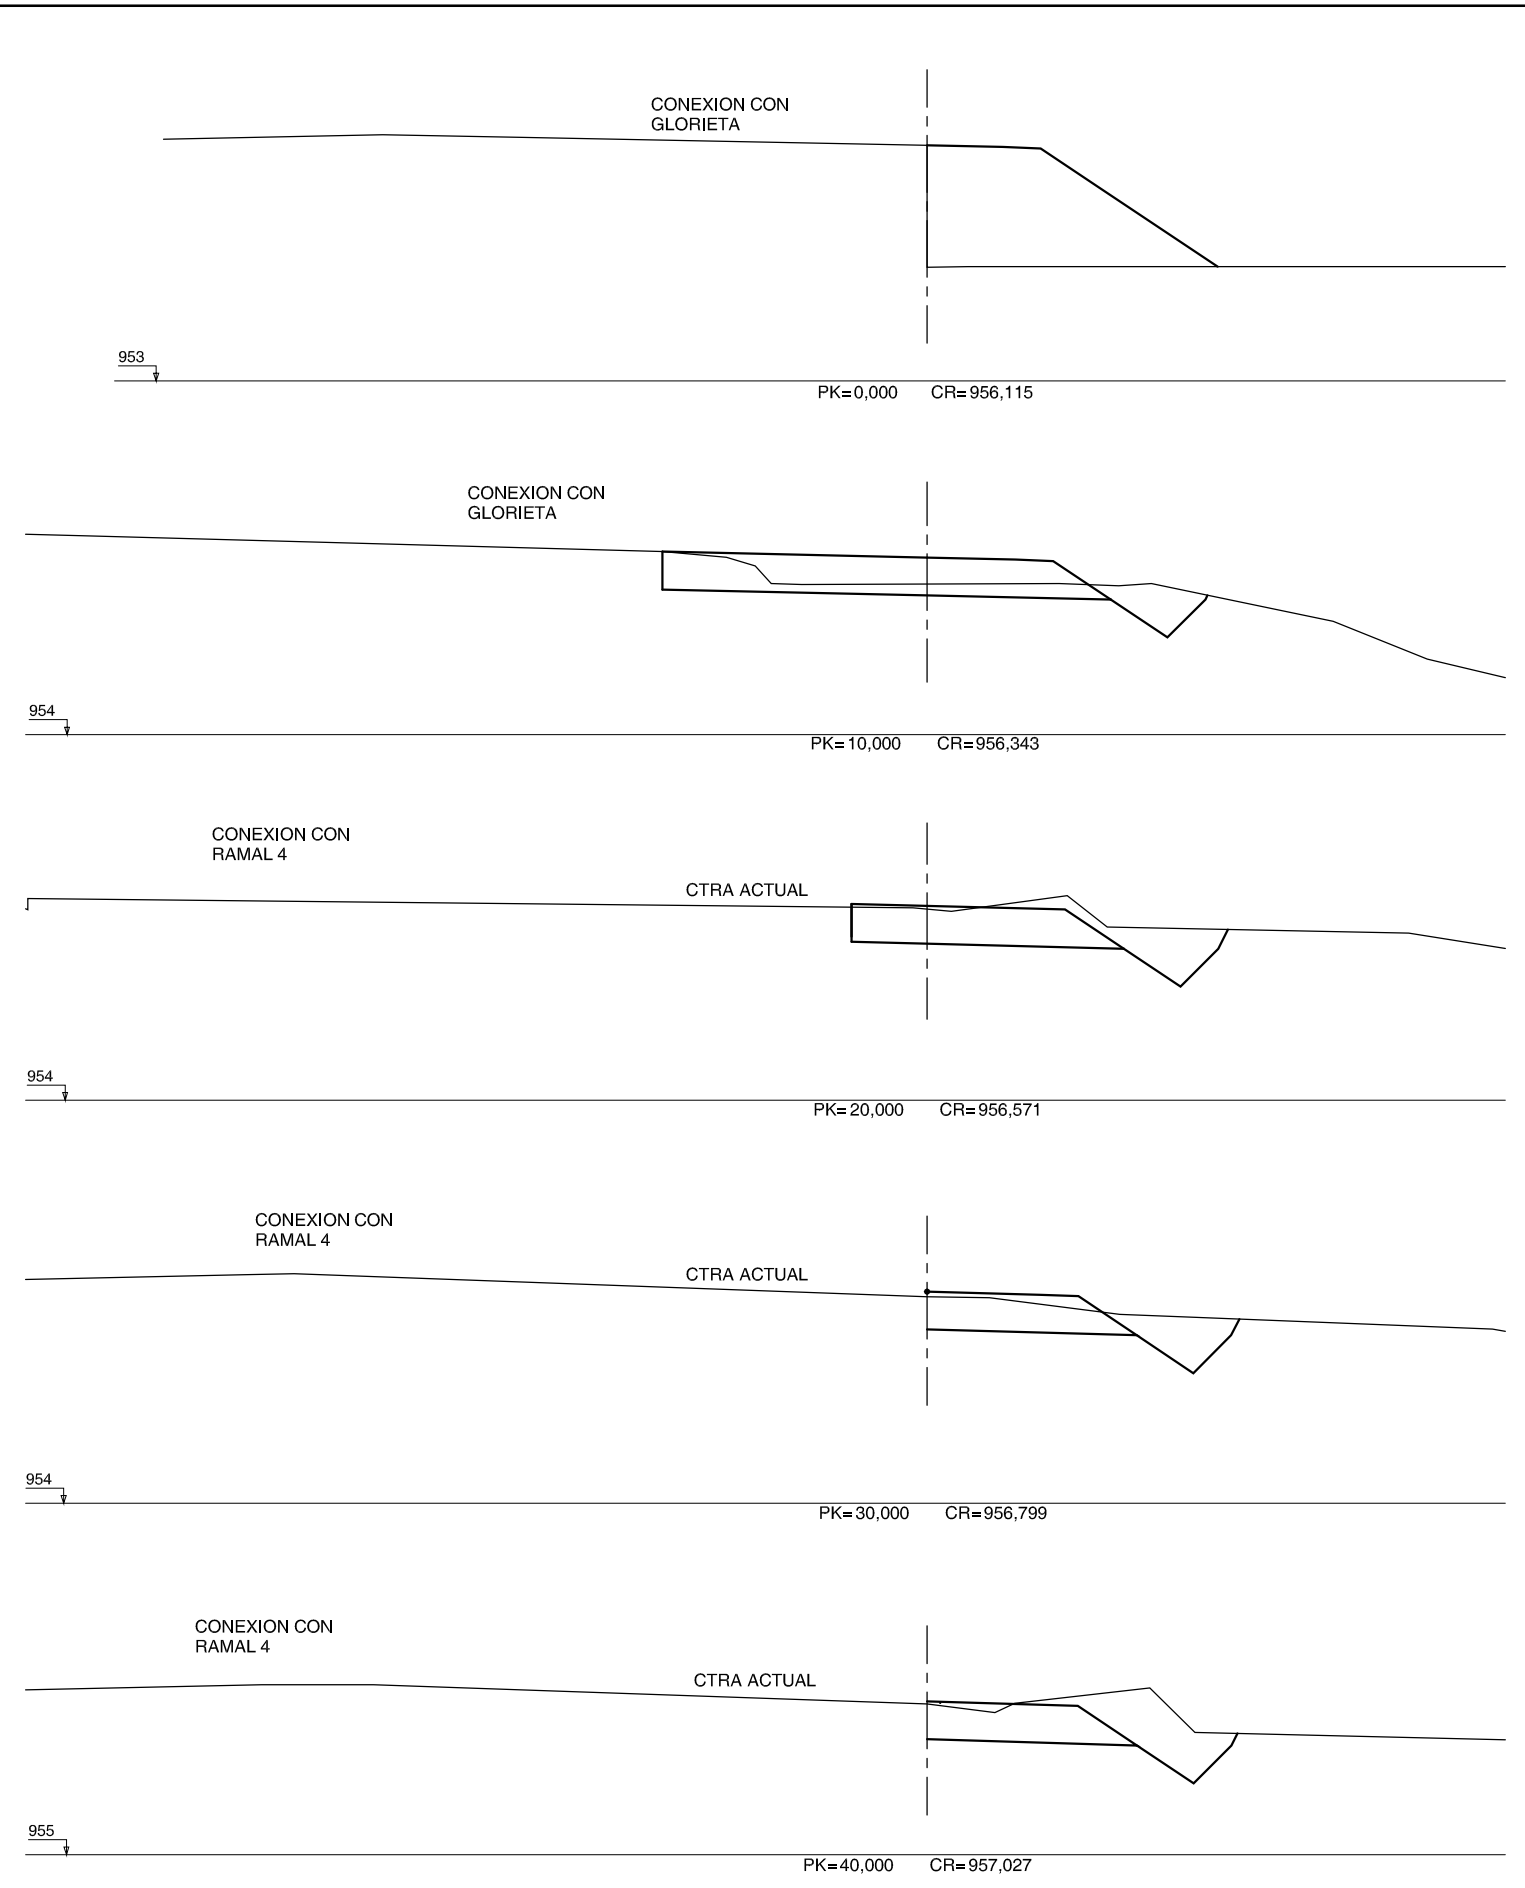 CONEXION CON
GLORIETA
953
PK=0,000 CR=956,115
CONEXION CON
GLORIETA
954
PK=10,000 CR=956,343
CONEXION CON
RAMAL 4
CTRA ACTUAL
954
PK=20,000 CR=956,571
CONEXION CON
RAMAL 4
CTRA ACTUAL
954
PK=30,000 CR=956,799
CONEXION CON
RAMAL 4
CTRA ACTUAL
955
PK=40,000 CR=957,027